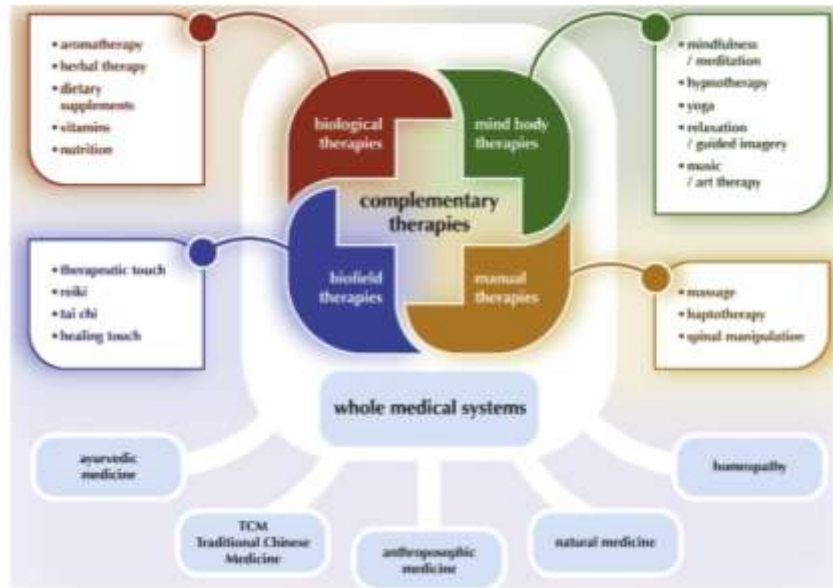 • aromatherapy
• herbal therapy
• dietary
supplements
• vitamins
• nutrition
biological
therapies
mind body
therapies
• mindfulness
/ meditation
• hypnotherapy
• yoga
• relaxation
/ guided imagery
• music
/ art therapy
complementary
therapies
• therapeutic touch
• reiki
• tai chi
• healing touch
biofield
therapies
manual
therapies
• massage
• haptotherapy
• spinal manipulation
whole medical systems
ayurvedic
medicine
TCM
Traditional Chinese
Medicine
anthroposophic
medicine
natural medicine
homeopathy